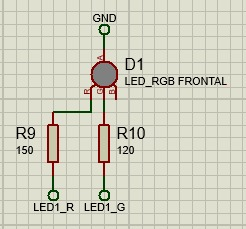 GND
A
D1
LED_RGB FRONTAL
R
G
B
R9
150
R10
120
LED1_R
LED1_G